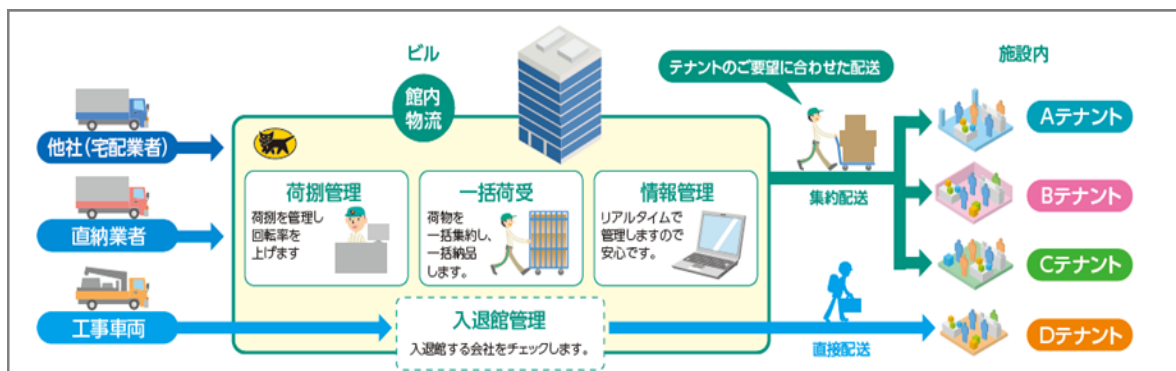 ビル
館内
物流
テナントのご要望に合わせた配送
施設内
他社(宅配業者)
直納業者
工事車両
荷捌管理
荷捌を管理し
回転率を
上げます
一括荷受
荷物を
一括集約し、
一括納品
します。
情報管理
リアルタイムで
管理しますので
安心です。
入退館管理
入退館する会社をチェックします。
集約配送
直接配送
Aテナント
Bテナント
Cテナント
Dテナント